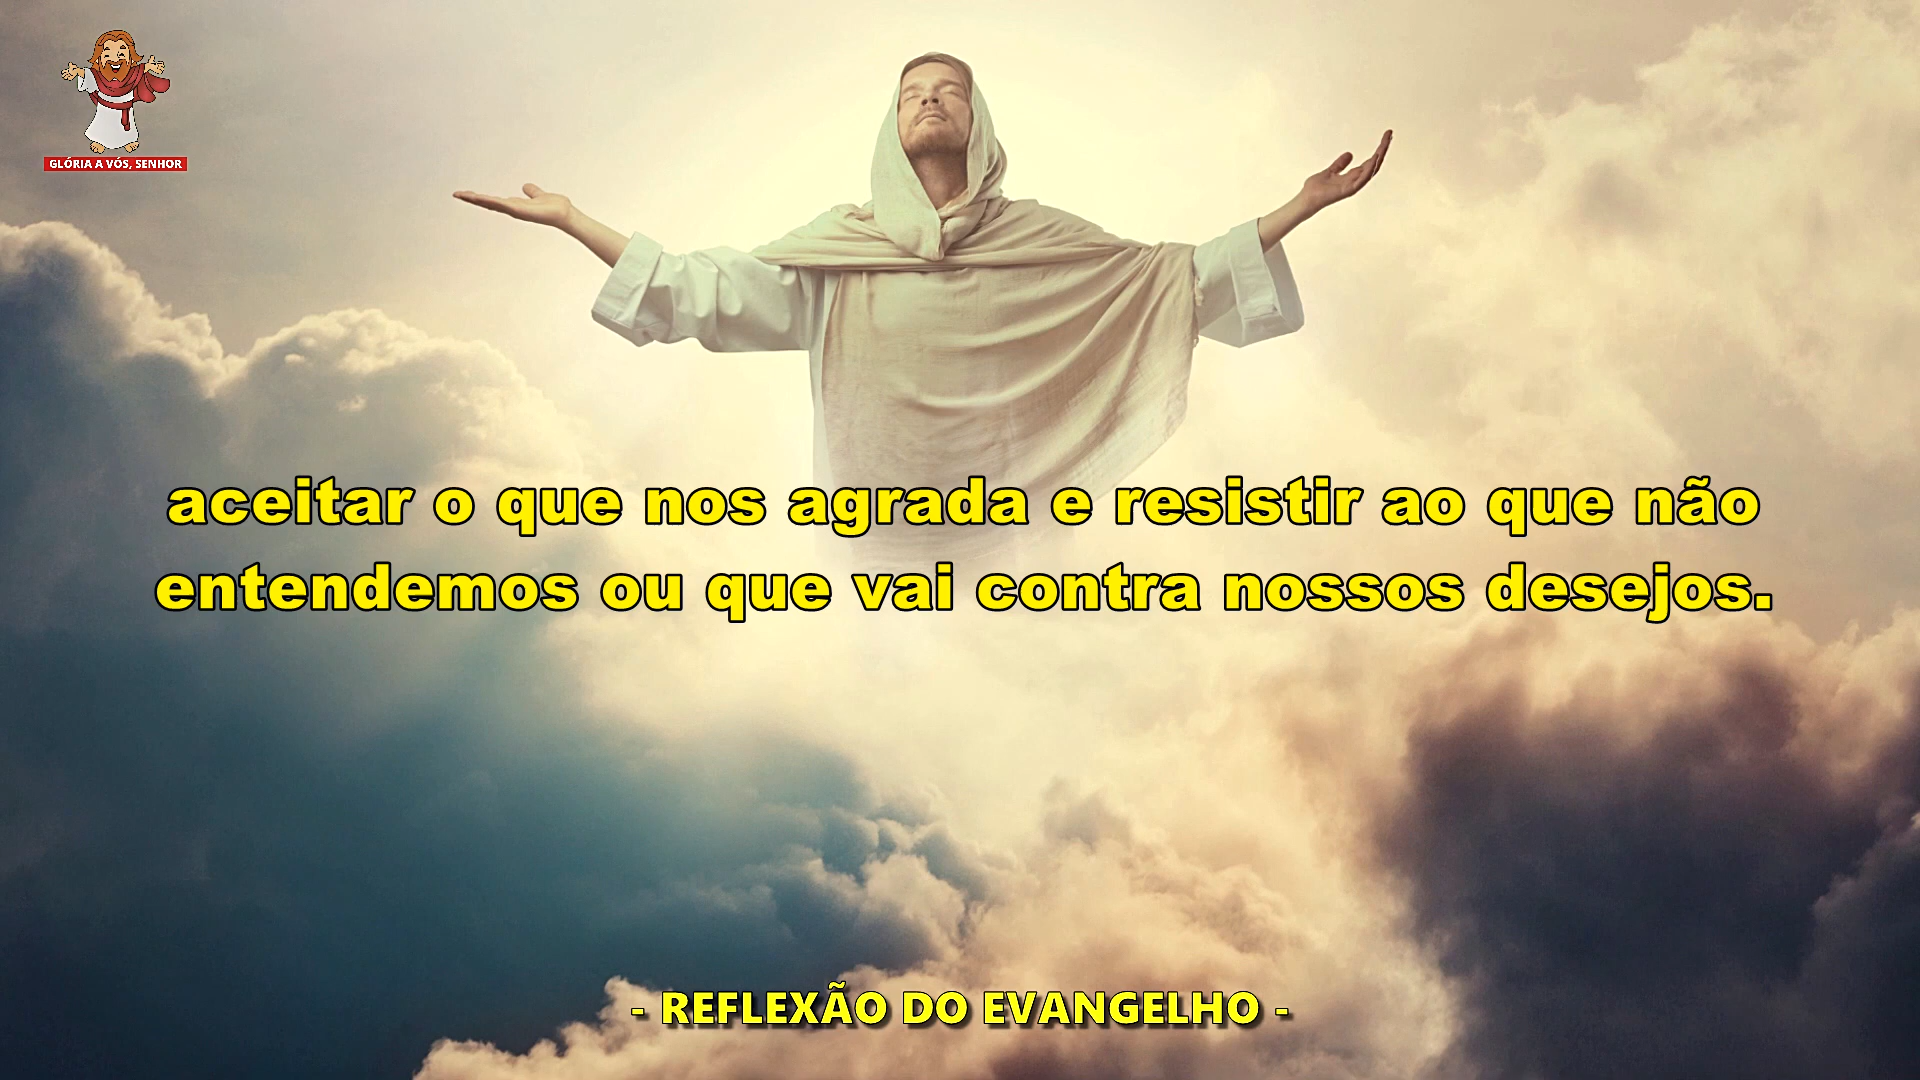 GLÓRIA A VÓS, SENHOR
aceitar o que nos agrada e resistir ao que não
entendemos ou que vai contra nossos desejos.
- REFLEXÃO DO EVANGELHO -